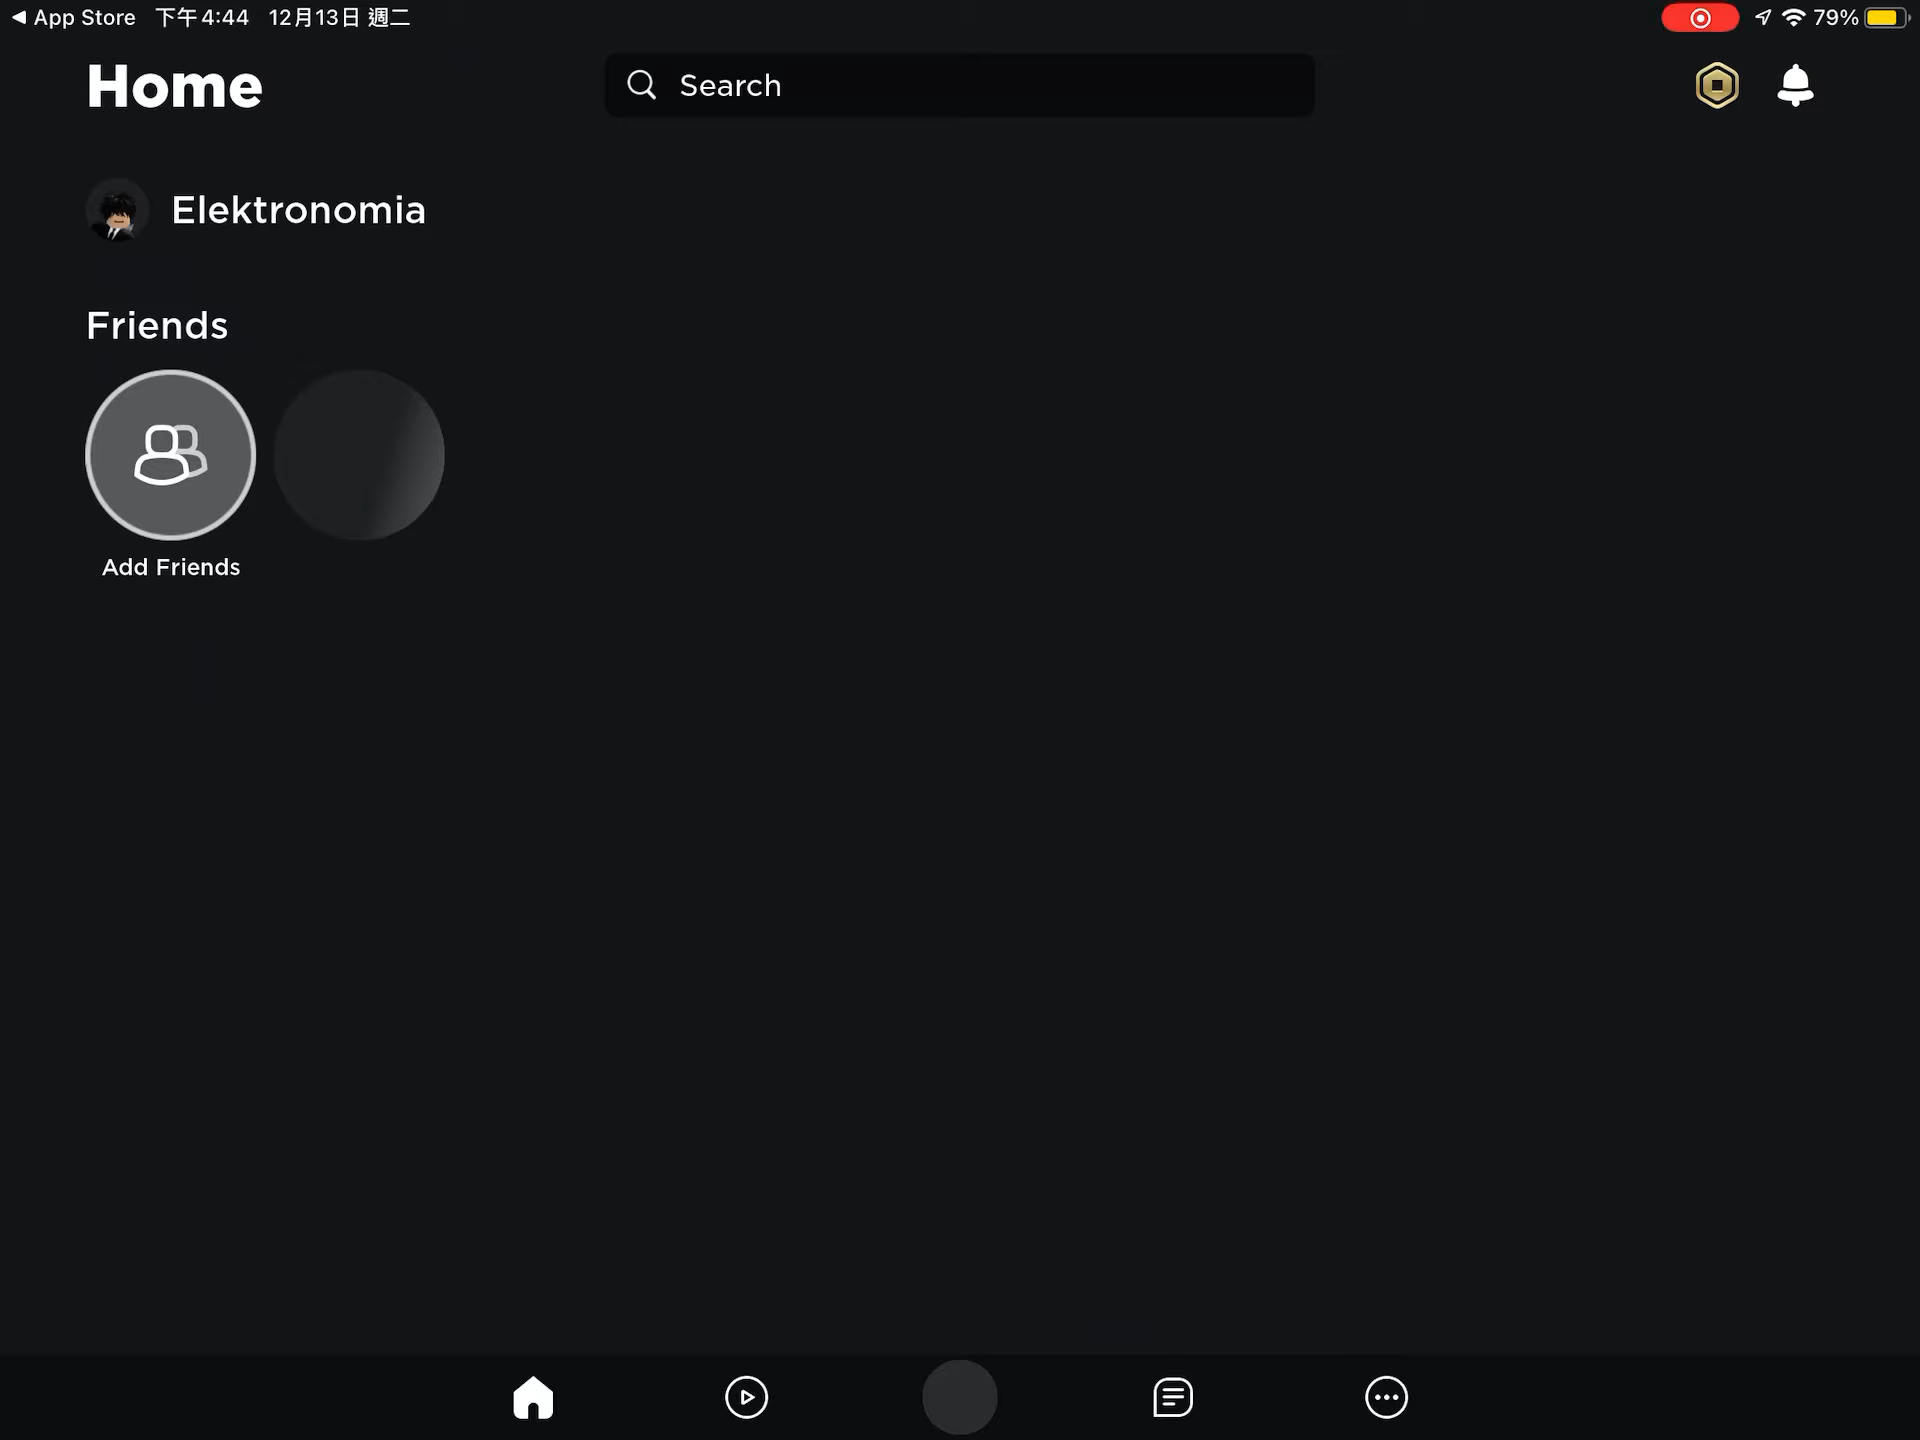 ◀ App Store 下午4:44 12月13日 週二 79%
Home
Search
Elektronomia
Friends
Add Friends